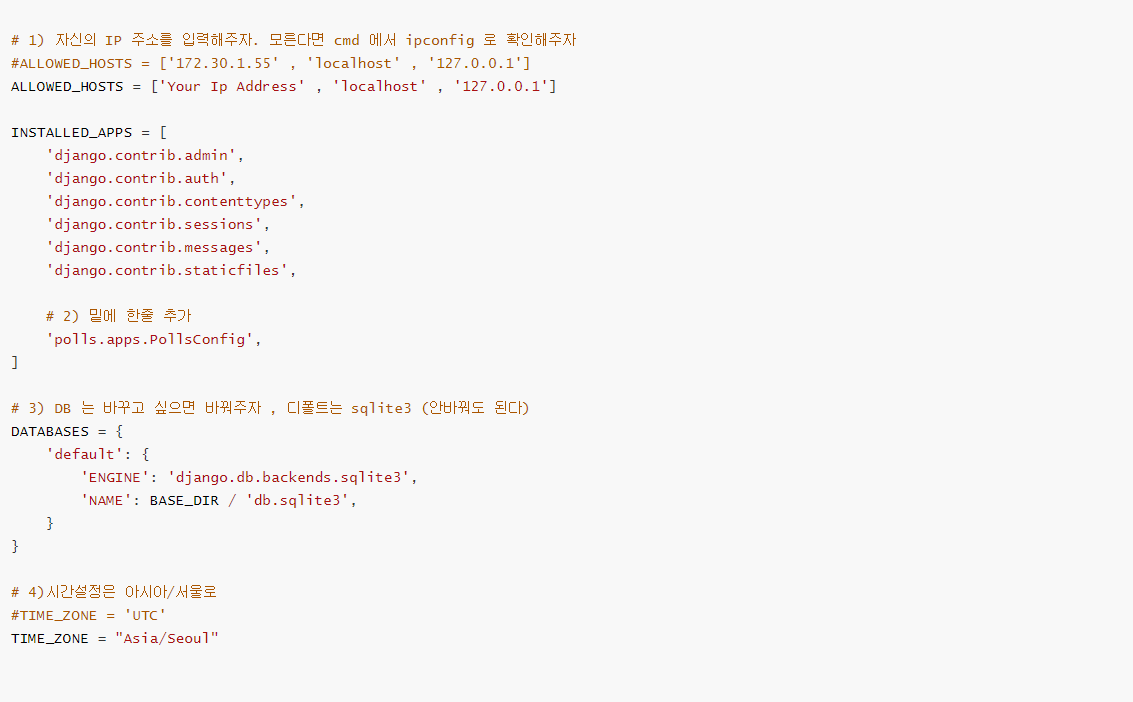 # 1) 자신의 IP 주소를 입력해주자. 모른다면 cmd 에서 ipconfig 로 확인해주자
#ALLOWED_HOSTS = ['172.30.1.55' , 'localhost' , '127.0.0.1']
ALLOWED_HOSTS = ['Your Ip Address' , 'localhost' , '127.0.0.1']
INSTALLED_APPS = [
    'django.contrib.admin',
    'django.contrib.auth',
    'django.contrib.contenttypes',
    'django.contrib.sessions',
    'django.contrib.messages',
    'django.contrib.staticfiles',
    # 2) 밑에 한줄 추가
    'polls.apps.PollsConfig',
]
# 3) DB 는 바꾸고 싶으면 바꿔주자 , 디폴트는 sqlite3 (안바꿔도 된다)
DATABASES = {
    'default': {
        'ENGINE': 'django.db.backends.sqlite3',
        'NAME': BASE_DIR / 'db.sqlite3',
    }
}
# 4)시간설정은 아시아/서울로
#TIME_ZONE = 'UTC'
TIME_ZONE = "Asia/Seoul"